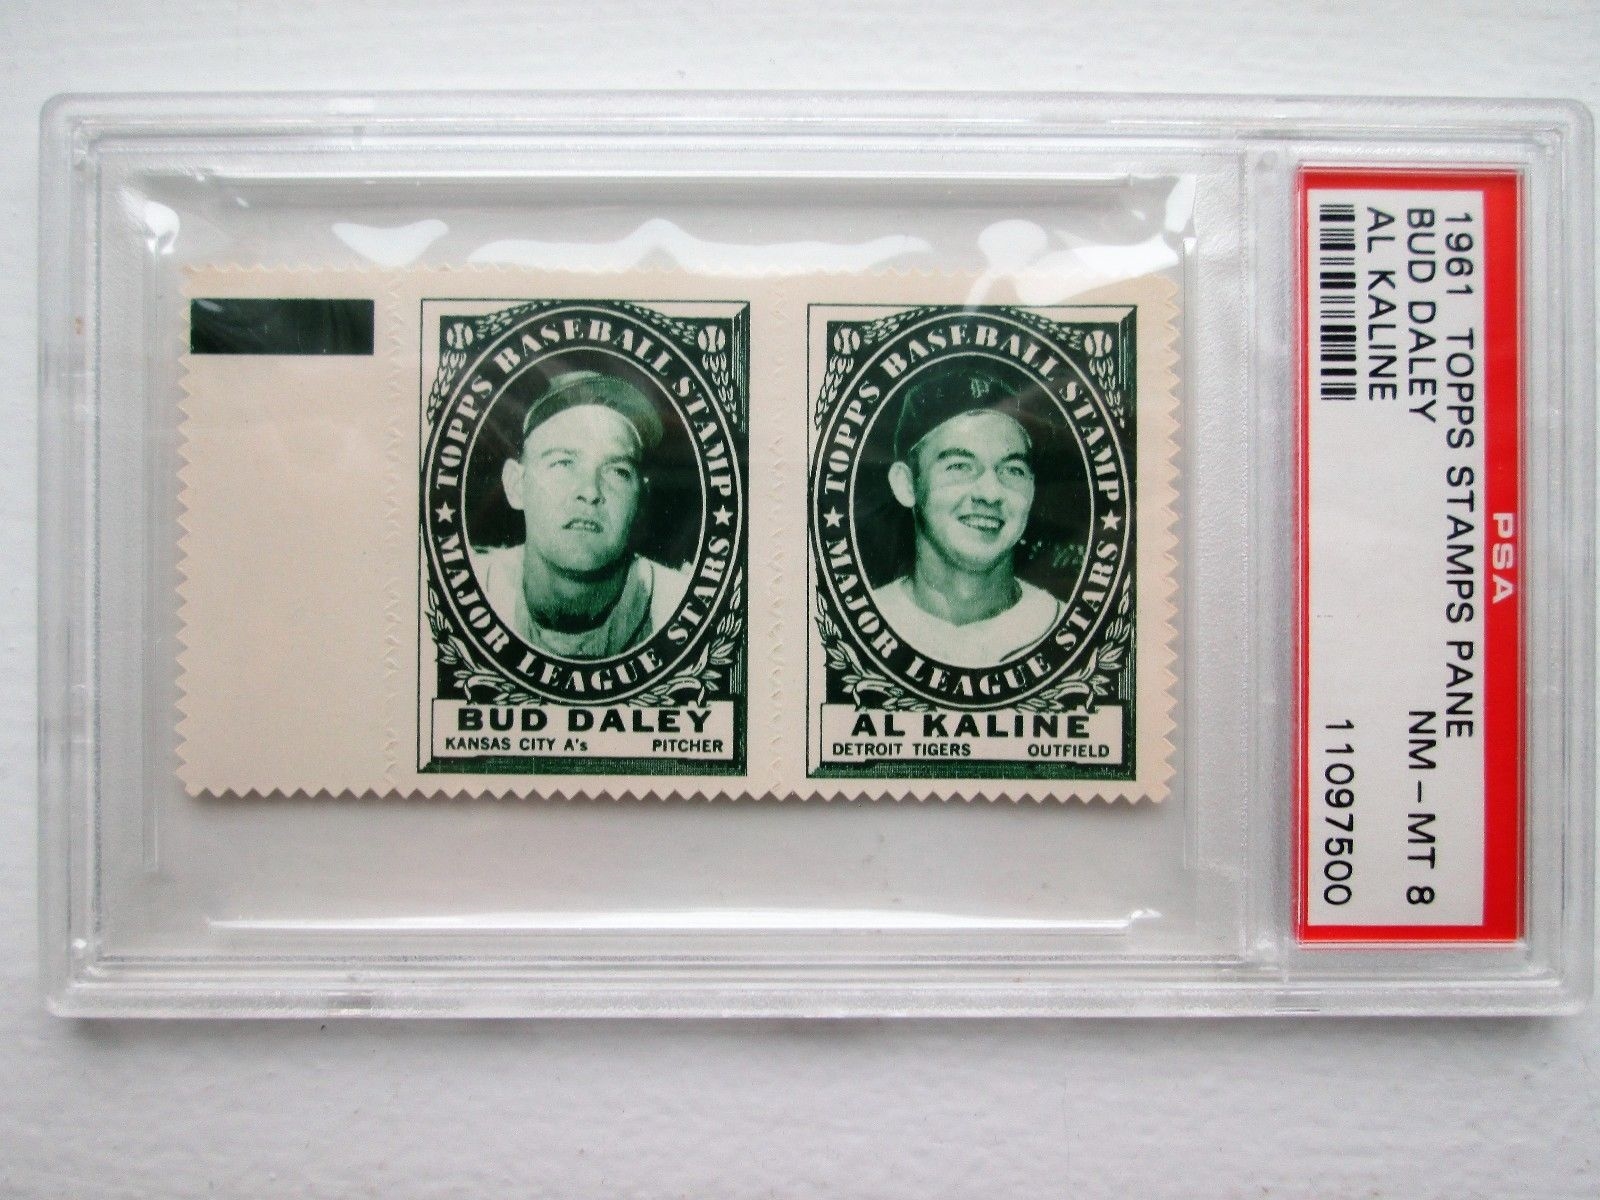 TOPPS BASEBALL STAMP
★ MAJOR LEAGUE STARS ★
BUD DALEY
KANSAS CITY A's PITCHER
TOPPS BASEBALL STAMP
★ MAJOR LEAGUE STARS ★
AL KALINE
DETROIT TIGERS OUTFIELD
PSA
1961 TOPPS STAMPS PANE
BUD DALEY NM - MT 8
AL KALINE
11097500